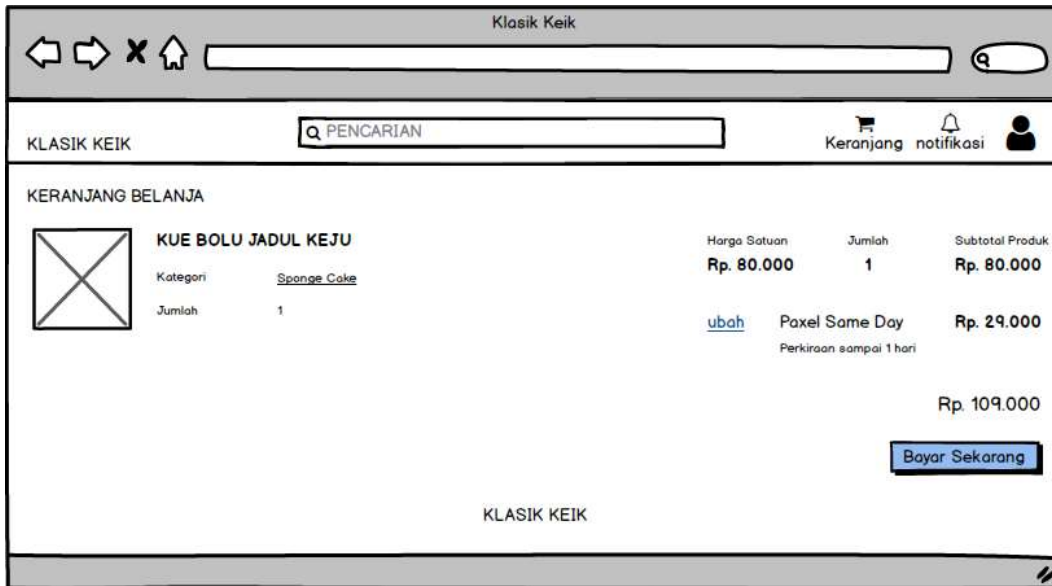 Klasik Keik
KLASIK KEIK
PENCARIAN
Keranjang
notifikasi
KERANJANG BELANJA
KUE BOLU JADUL KEJU
Kategori Sponge Cake
Jumlah 1
Harga Satuan Jumlah Subtotal Produk
Rp. 80.000 1 Rp. 80.000
ubah Paxel Same Day Rp. 29.000
Perkiraan sampai 1 hari
Rp. 109.000
Bayar Sekarang
KLASIK KEIK